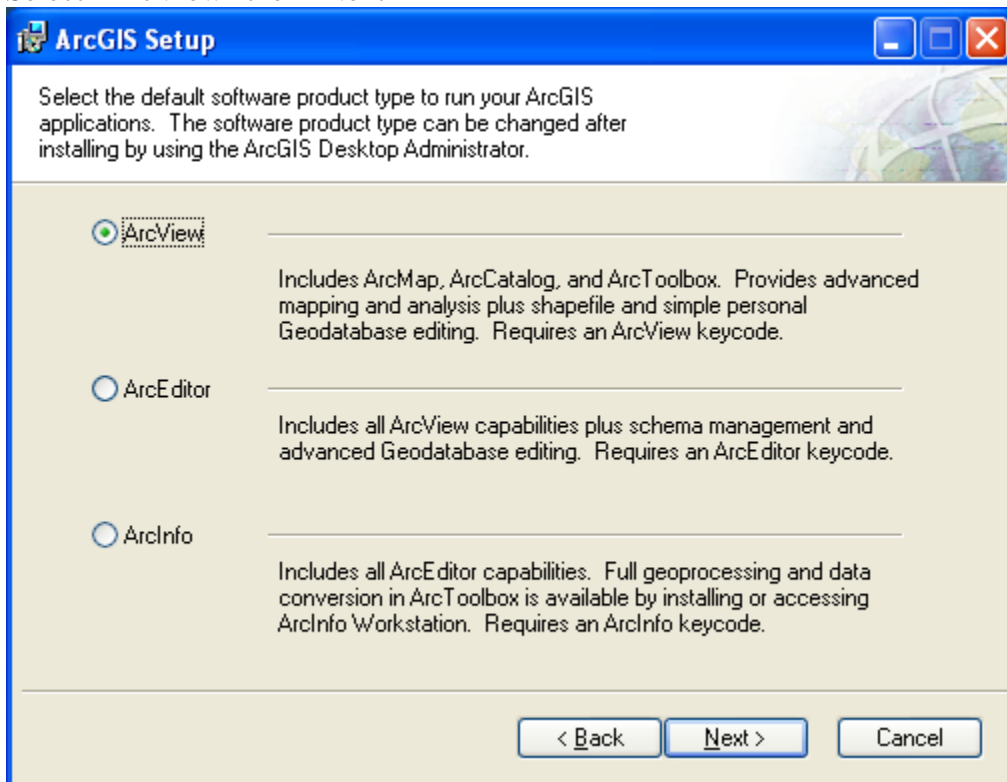 ArcGIS Setup
Select the default software product type to run your ArcGIS
applications. The software product type can be changed after
installing by using the ArcGIS Desktop Administrator.
ArcView
Includes ArcMap, ArcCatalog, and ArcToolbox. Provides advanced
mapping and analysis plus shapefile and simple personal
Geodatabase editing. Requires an ArcView keycode.
ArcEditor
Includes all ArcView capabilities plus schema management and
advanced Geodatabase editing. Requires an ArcEditor keycode.
ArcInfo
Includes all ArcEditor capabilities. Full geoprocessing and data
conversion in ArcToolbox is available by installing or accessing
ArcInfo Workstation. Requires an ArcInfo keycode.
< Back Next > Cancel